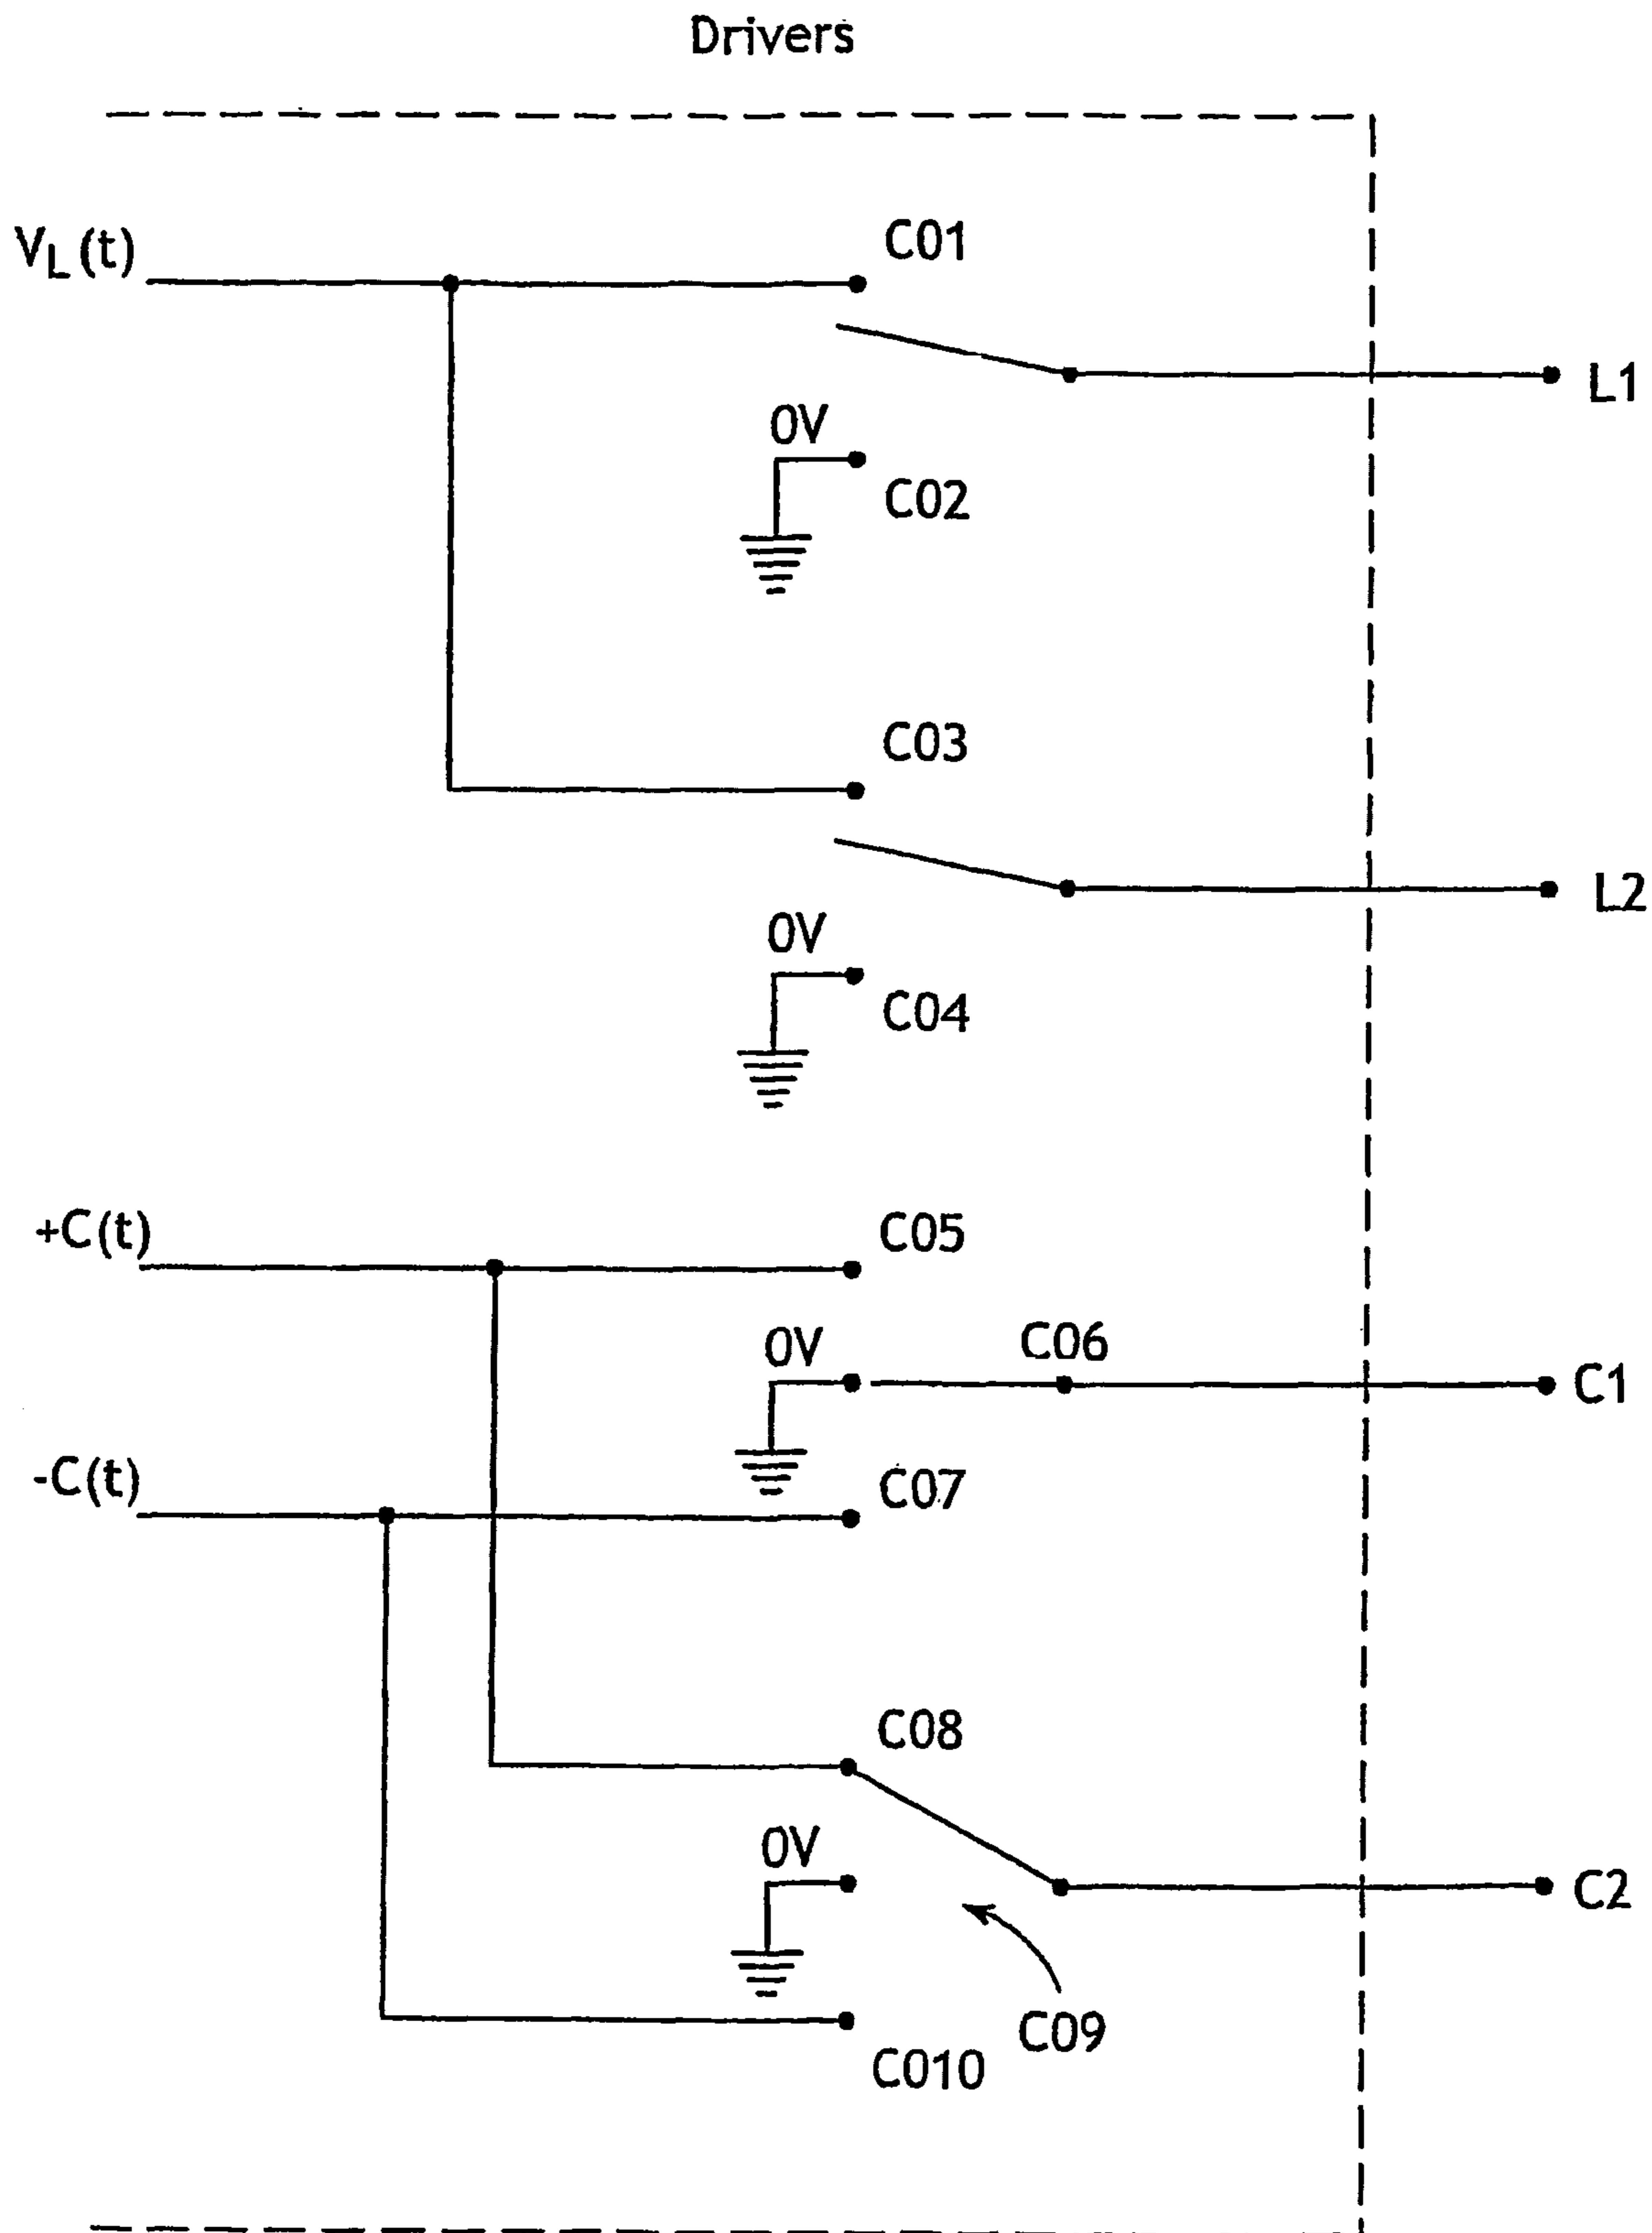 Drivers
VL(t)
C01
L1
0V
C02
C03
L2
0V
C04
+C(t)
C05
0V
C06
C1
-C(t)
C07
C08
0V
C2
C09
C010